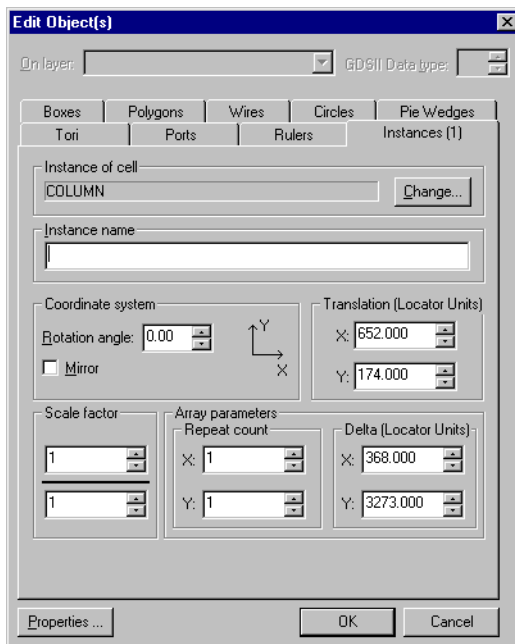 Edit Object(s)
On layer: GDSII Data type:
Boxes Polygons Wires Circles Pie Wedges
Tori Ports Rulers Instances (1)
Instance of cell
COLUMN Change...
Instance name
Coordinate system Translation (Locator Units)
Rotation angle: 0.00 Y X: 652.000
Mirror X Y: 174.000
Scale factor Array parameters
Repeat count Delta (Locator Units)
1 X: 1 X: 368.000
1 Y: 1 Y: 3273.000
Properties ... OK Cancel